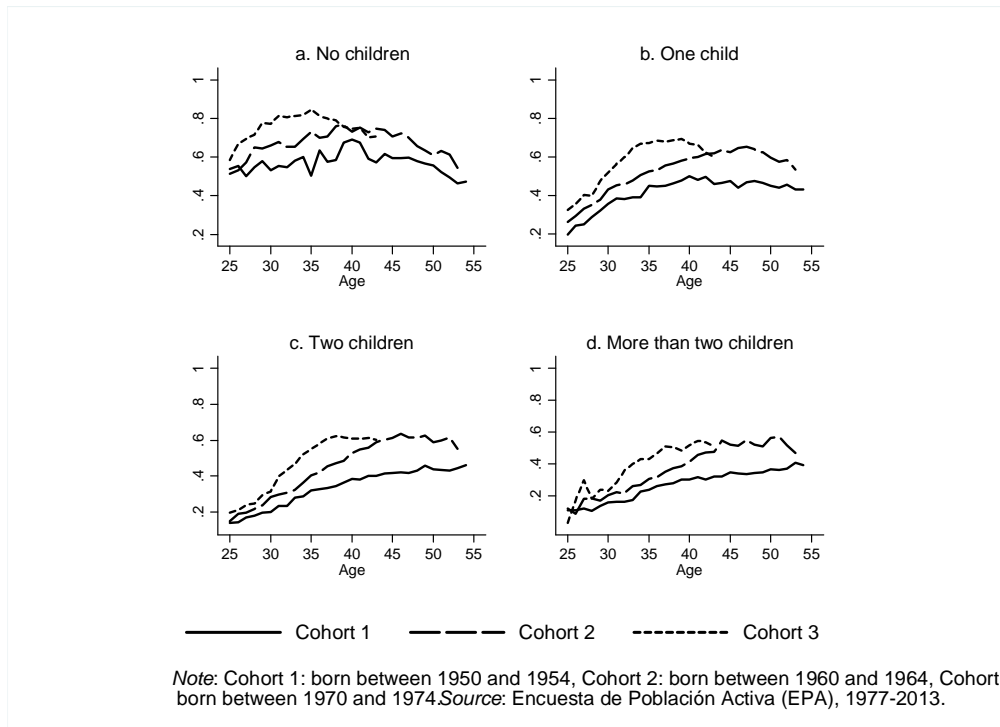 a. No children
b. One child
1
.8
.6
.4
.2
25 30 35 40 45 50 55
Age
1
.8
.6
.4
.2
25 30 35 40 45 50 55
Age
c. Two children
d. More than two children
1
.8
.6
.4
.2
25 30 35 40 45 50 55
Age
1
.8
.6
.4
.2
25 30 35 40 45 50 55
Age
Cohort 1 Cohort 2 Cohort 3
Note: Cohort 1: born between 1950 and 1954, Cohort 2: born between 1960 and 1964, Cohort
born between 1970 and 1974.Source: Encuesta de Población Activa (EPA), 1977-2013.